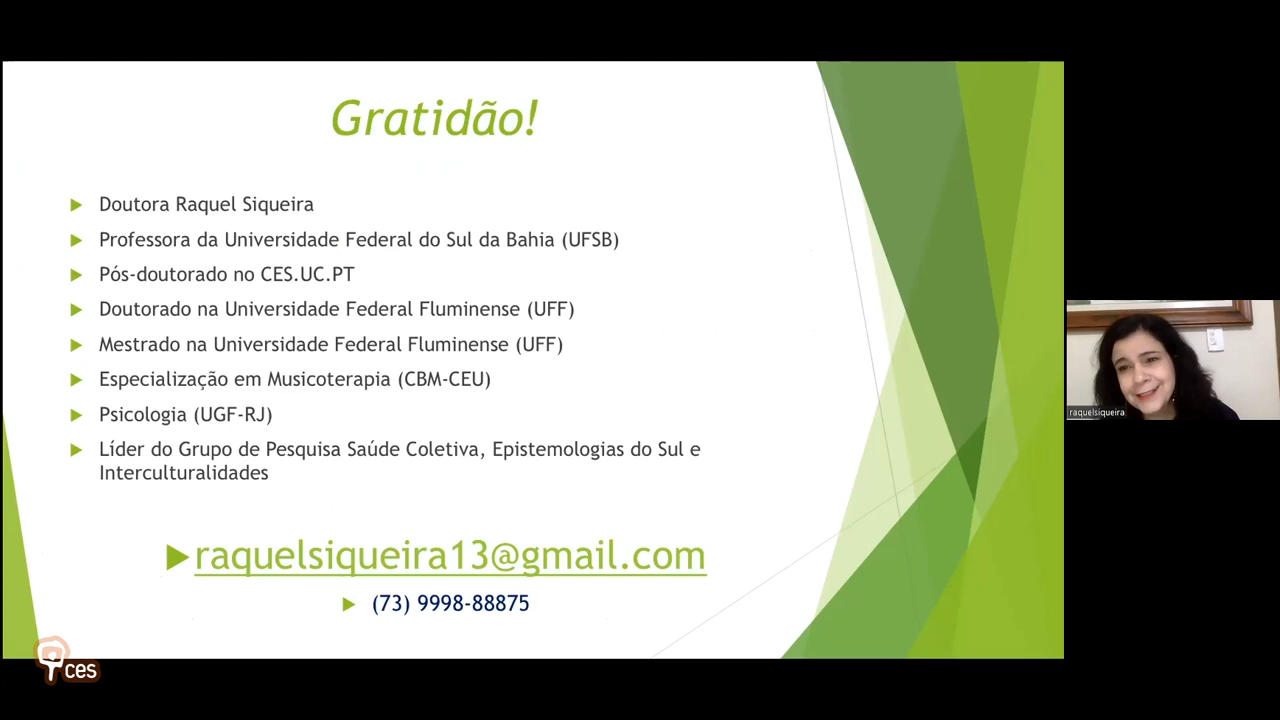 Gratidão!
Doutora Raquel Siqueira
Professora da Universidade Federal do Sul da Bahia (UFSB)
Pós-doutorado no CES.UC.PT
Doutorado na Universidade Federal Fluminense (UFF)
Mestrado na Universidade Federal Fluminense (UFF)
Especialização em Musicoterapia (CBM-CEU)
Psicologia (UGF-RJ)
Líder do Grupo de Pesquisa Saúde Coletiva, Epistemologias do Sul e
Interculturalidades
raquelsiqueira13@gmail.com
(73) 9998-88875
raquelsiqueira
ces